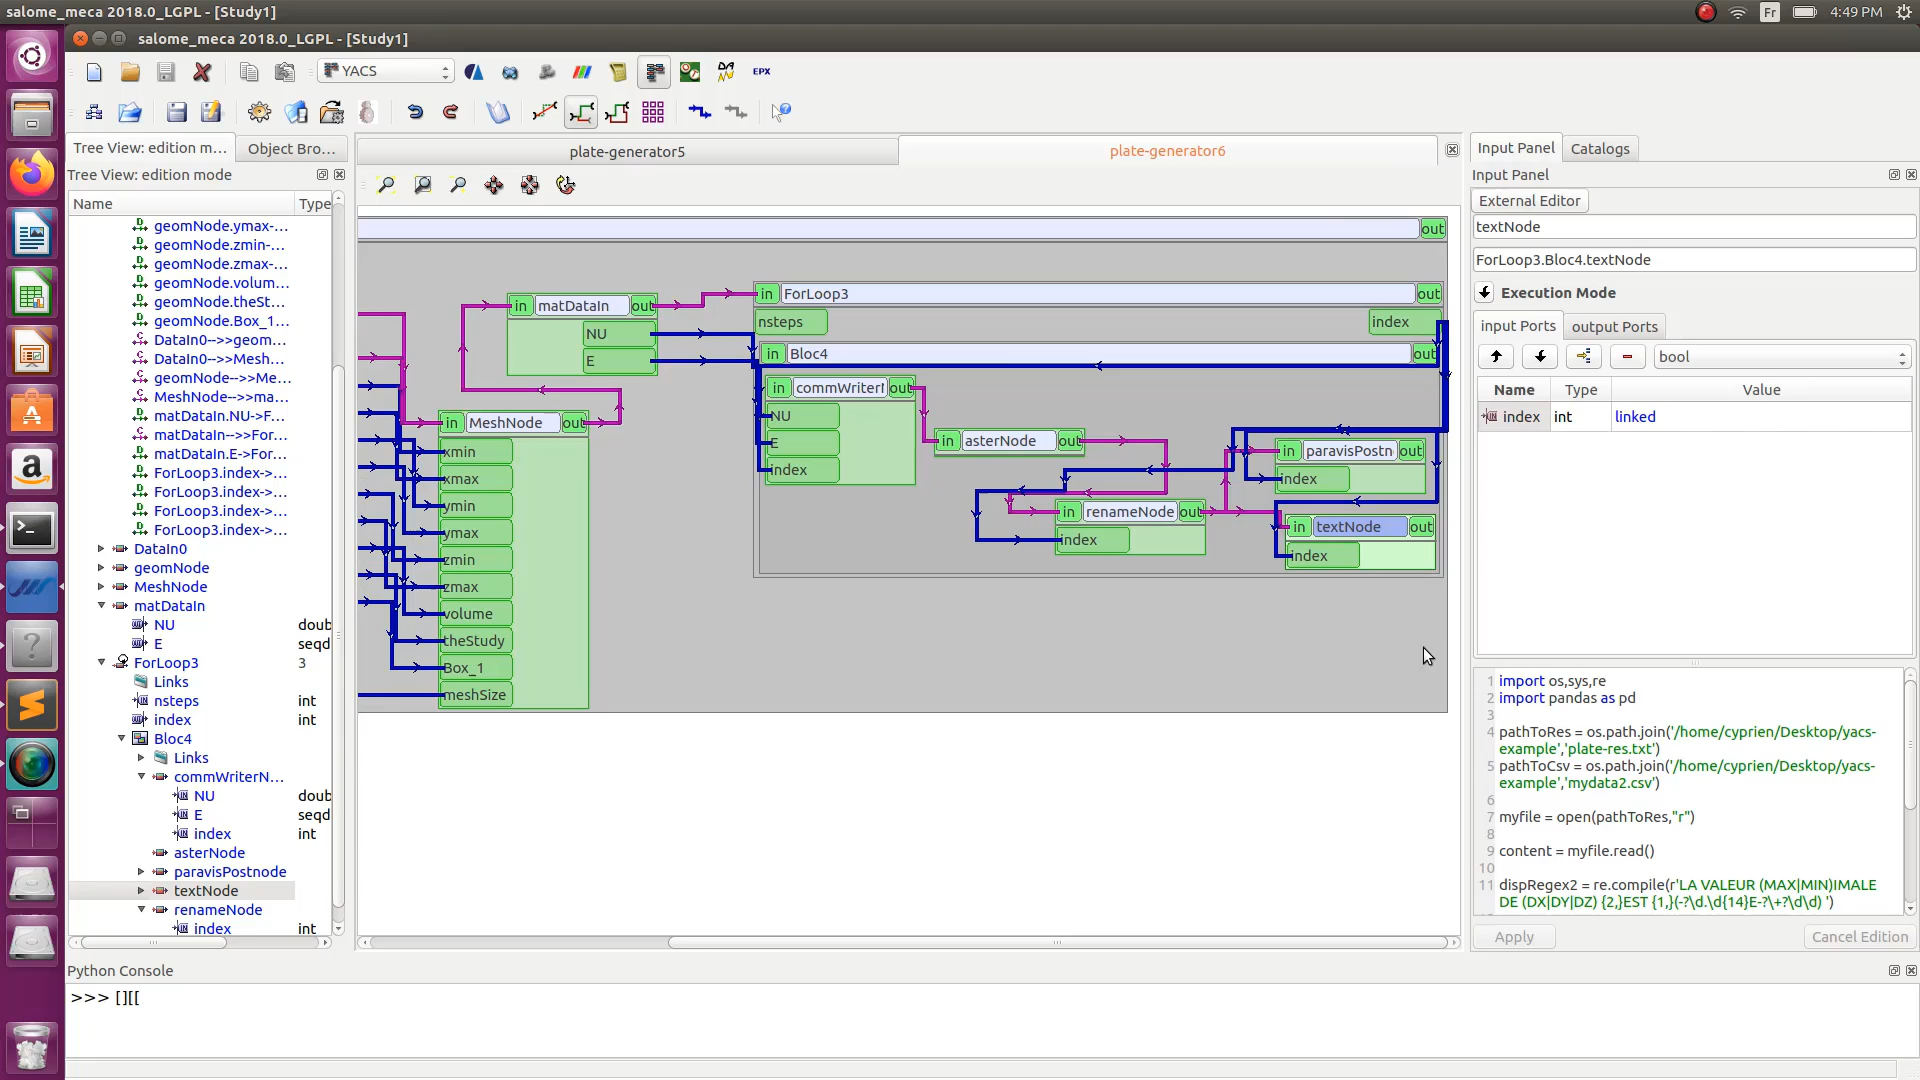 salome_meca 2018.0_LGPL - [Study1]
Fr
4:49 PM
salome_meca 2018.0_LGPL - [Study1]
YACS
EPX
Tree View: edition m...
Object Bro...
Tree View: edition mode
Name
Type
geomNode.ymax-...
geomNode.zmin-...
geomNode.zmax-...
geomNode.volum...
geomNode.theSt...
geomNode.Box_1...
DataIn0-->>geom...
DataIn0-->>Mesh...
geomNode-->>Me...
MeshNode-->>ma...
matDataIn.NU->F...
matDataIn-->>For...
matDataIn.E->For...
ForLoop3.index->...
ForLoop3.index->...
ForLoop3.index->...
ForLoop3.index->...
DataIn0
geomNode
MeshNode
matDataIn
NU doub
E seqd
ForLoop3 3
Links
nsteps int
index int
Bloc4
Links
commWriterN...
NU doub
E seqd
index int
asterNode
paravisPostnode
textNode
renameNode
index int
plate-generator5
plate-generator6
out
in matDataIn out
NU
E
in MeshNode out
xmin
xmax
ymin
ymax
zmin
zmax
volume
theStudy
Box_1
meshSize
in ForLoop3 out
nsteps
index
in Bloc4 out
in commWriterN out
NU
E
index
in asterNode out
in renameNode out
index
in paravisPostn out
index
in textNode out
index
Input Panel
Catalogs
Input Panel
External Editor
textNode
ForLoop3.Bloc4.textNode
Execution Mode
input Ports
output Ports
bool
Name Type Value
index int linked
1 import os,sys,re
2 import pandas as pd
3
4 pathToRes = os.path.join('/home/cyprien/Desktop/yacs-
example','plate-res.txt')
5 pathToCsv = os.path.join('/home/cyprien/Desktop/yacs-
example','mydata2.csv')
6
7 myfile = open(pathToRes,"r")
8
9 content = myfile.read()
10
11 dispRegex2 = re.compile(r'LA VALEUR (MAX|MIN)IMALE
DE (DX|DY|DZ) {2,}EST {1,}(-?\d.\d{14}E-?\+?\d\d) ')
Apply
Cancel Edition
Python Console
>>> [][[